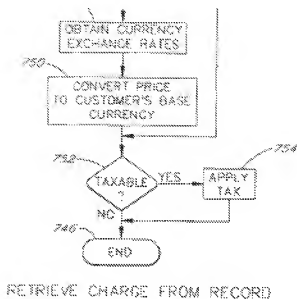 OBTAIN CURRENCY
EXCHANGE RATES
750
CONVERT PRICE
TO CUSTOMER'S BASE
CURRENCY
752
754
TAXABLE
?
YES
APPLY
TAX
NO
746
END
RETRIEVE CHARGE FROM RECORD